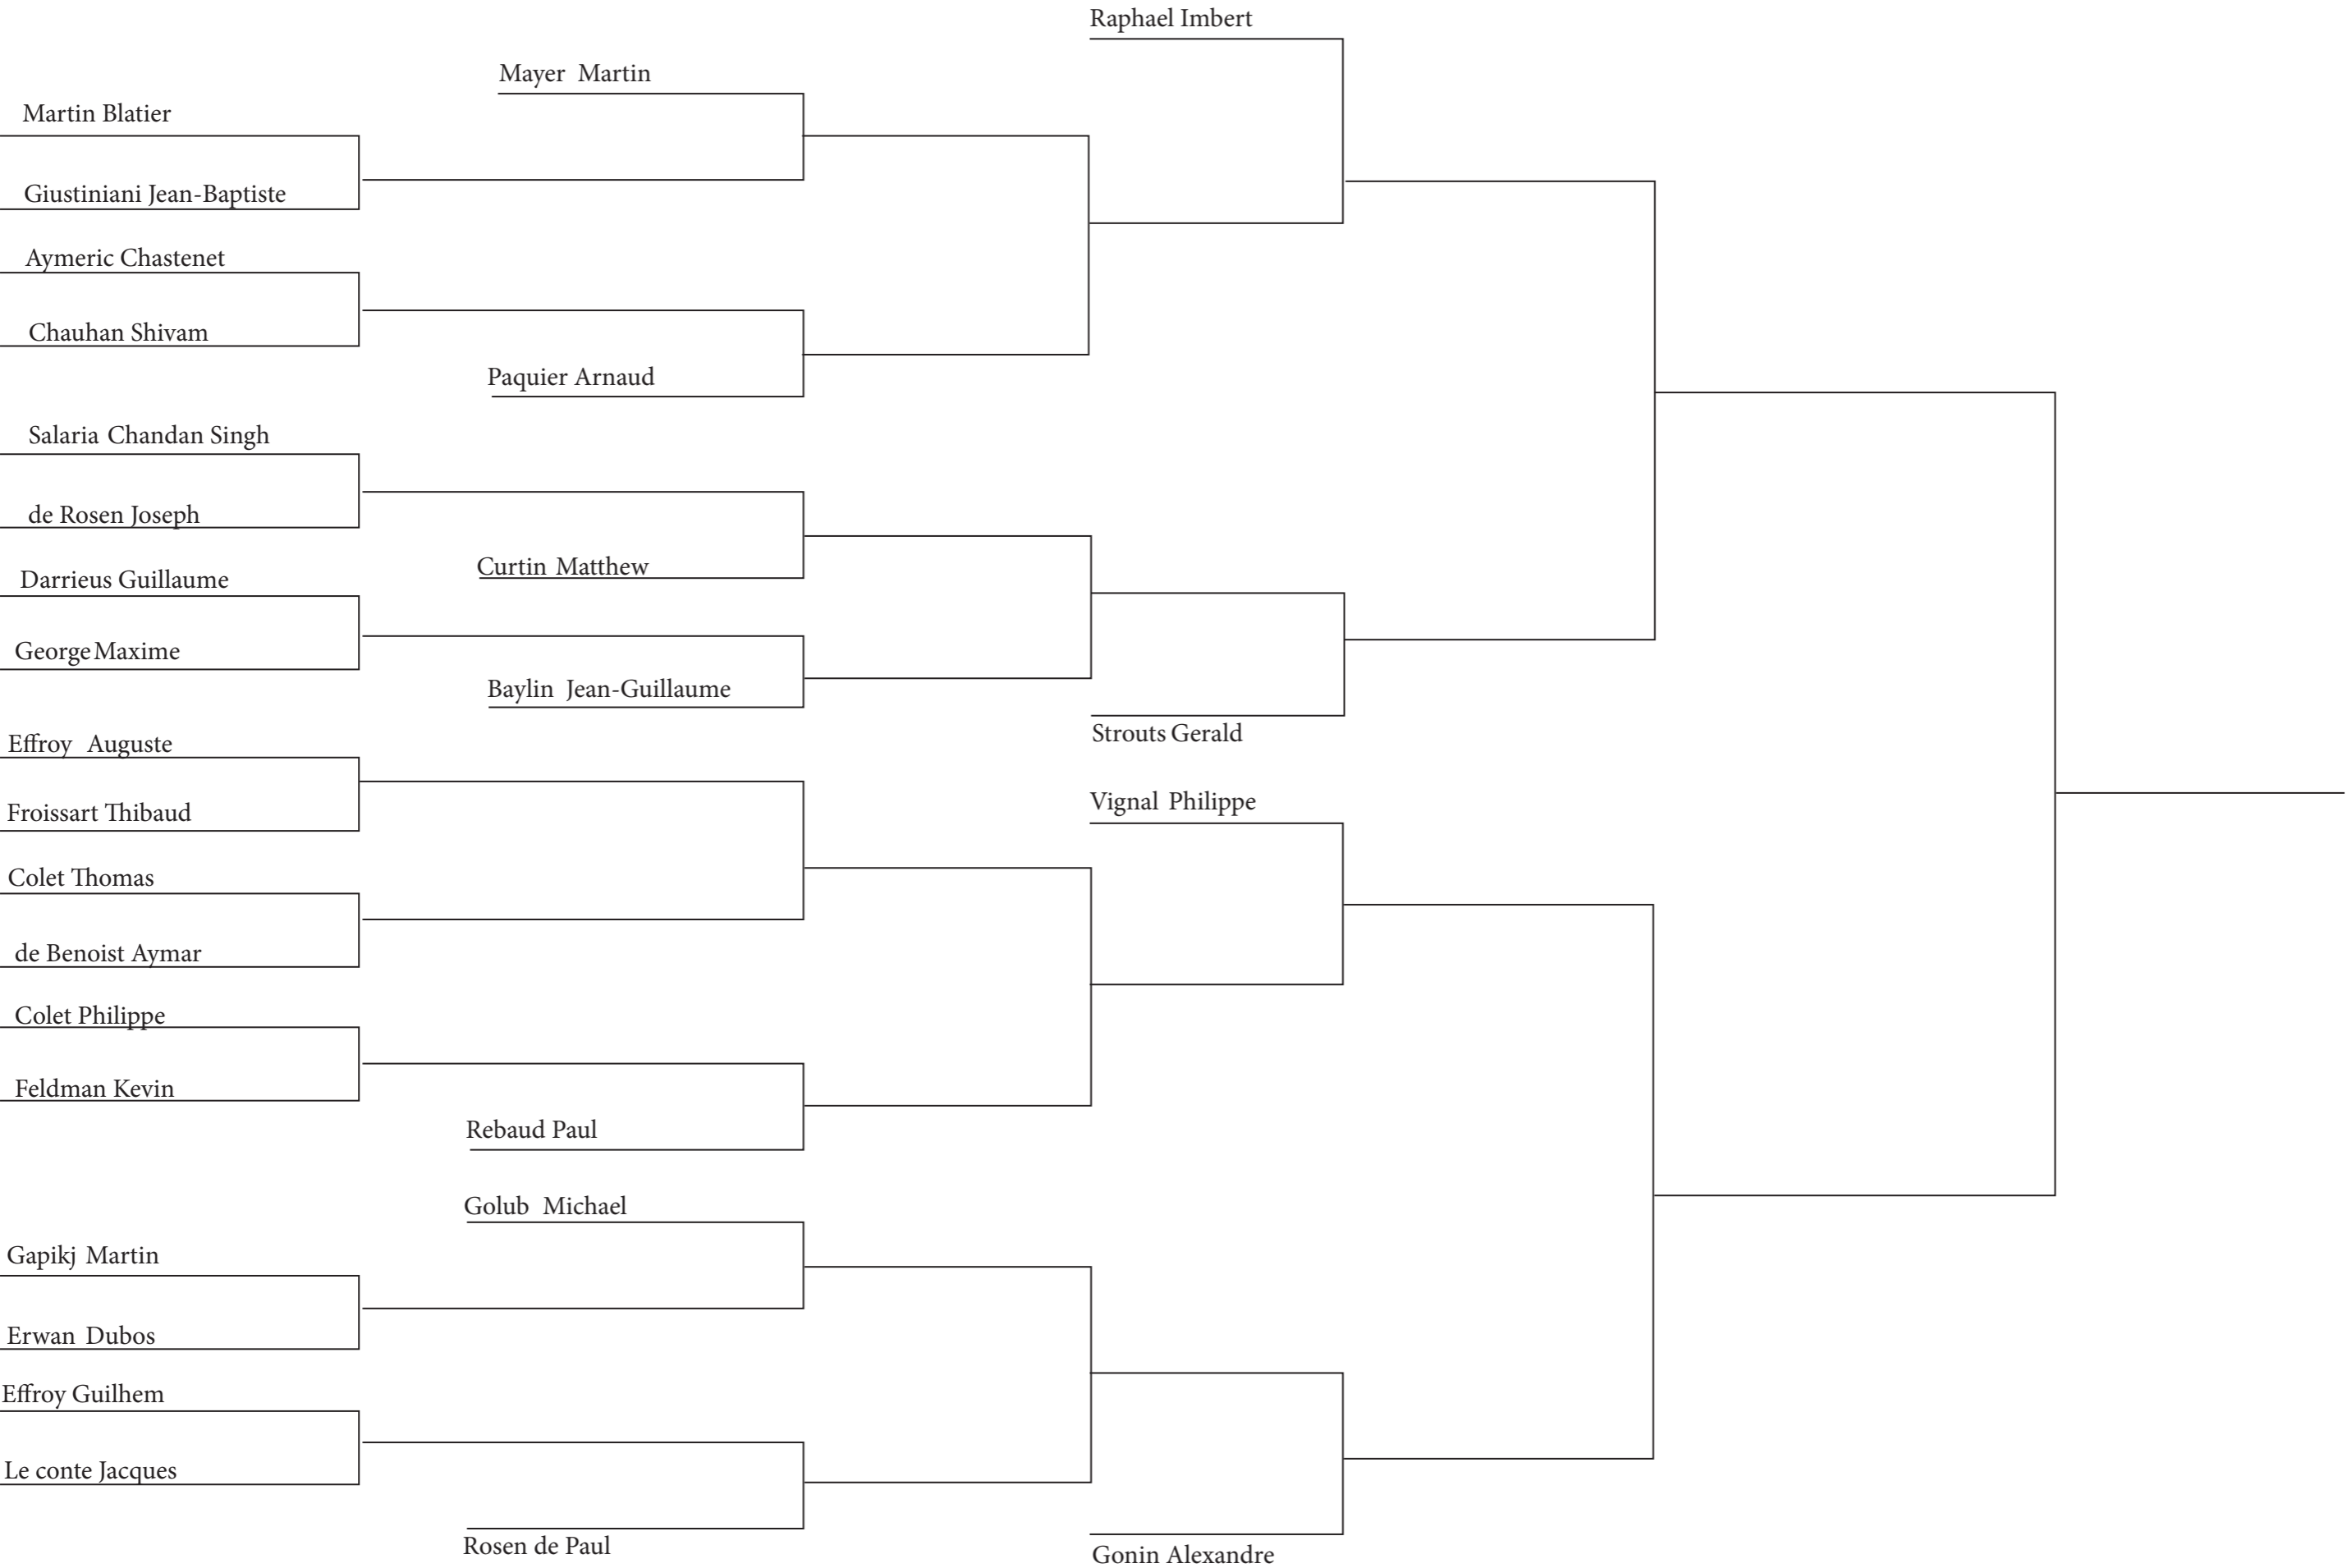 Raphael Imbert
Mayer Martin
Martin Blatier
Giustiniani Jean-Baptiste
Aymeric Chastenet
Chauhan Shivam
Paquier Arnaud
Salaria Chandan Singh
de Rosen Joseph
Curtin Matthew
Darrieus Guillaume
George Maxime
Baylin Jean-Guillaume
Strouts Gerald
Effroy Auguste
Vignal Philippe
Froissart Thibaud
Colet Thomas
de Benoist Aymar
Colet Philippe
Feldman Kevin
Rebaud Paul
Golub Michael
Gapikj Martin
Erwan Dubos
Effroy Guilhem
Le conte Jacques
Rosen de Paul
Gonin Alexandre